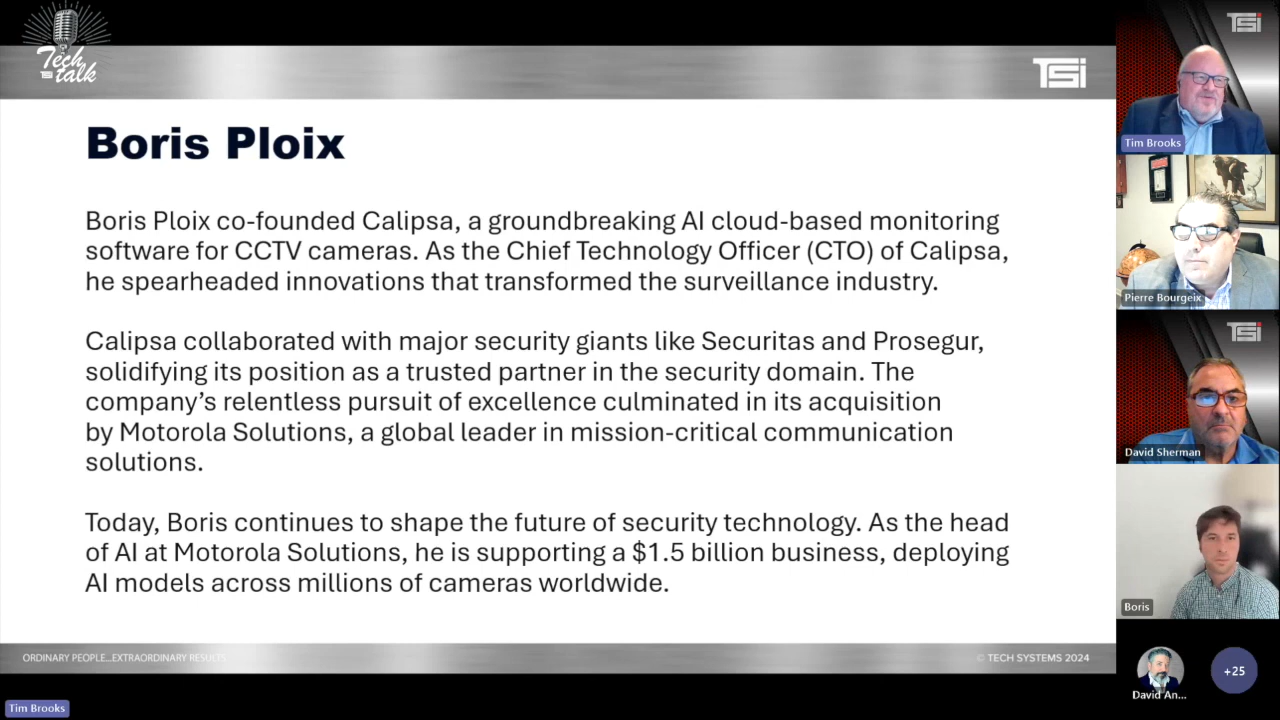 Tech
TSi
talk
TSi
Boris Ploix
Boris Ploix co-founded Calipsa, a groundbreaking AI cloud-based monitoring
software for CCTV cameras. As the Chief Technology Officer (CTO) of Calipsa,
he spearheaded innovations that transformed the surveillance industry.
Calipsa collaborated with major security giants like Securitas and Prosegur,
solidifying its position as a trusted partner in the security domain. The
company’s relentless pursuit of excellence culminated in its acquisition
by Motorola Solutions, a global leader in mission-critical communication
solutions.
Today, Boris continues to shape the future of security technology. As the head
of AI at Motorola Solutions, he is supporting a $1.5 billion business, deploying
AI models across millions of cameras worldwide.
ORDINARY PEOPLE...EXTRAORDINARY RESULTS
© TECH SYSTEMS 2024
Tim Brooks
TSi
Tim Brooks
Pierre Bourgeix
TSi
David Sherman
Boris
David An...
+25